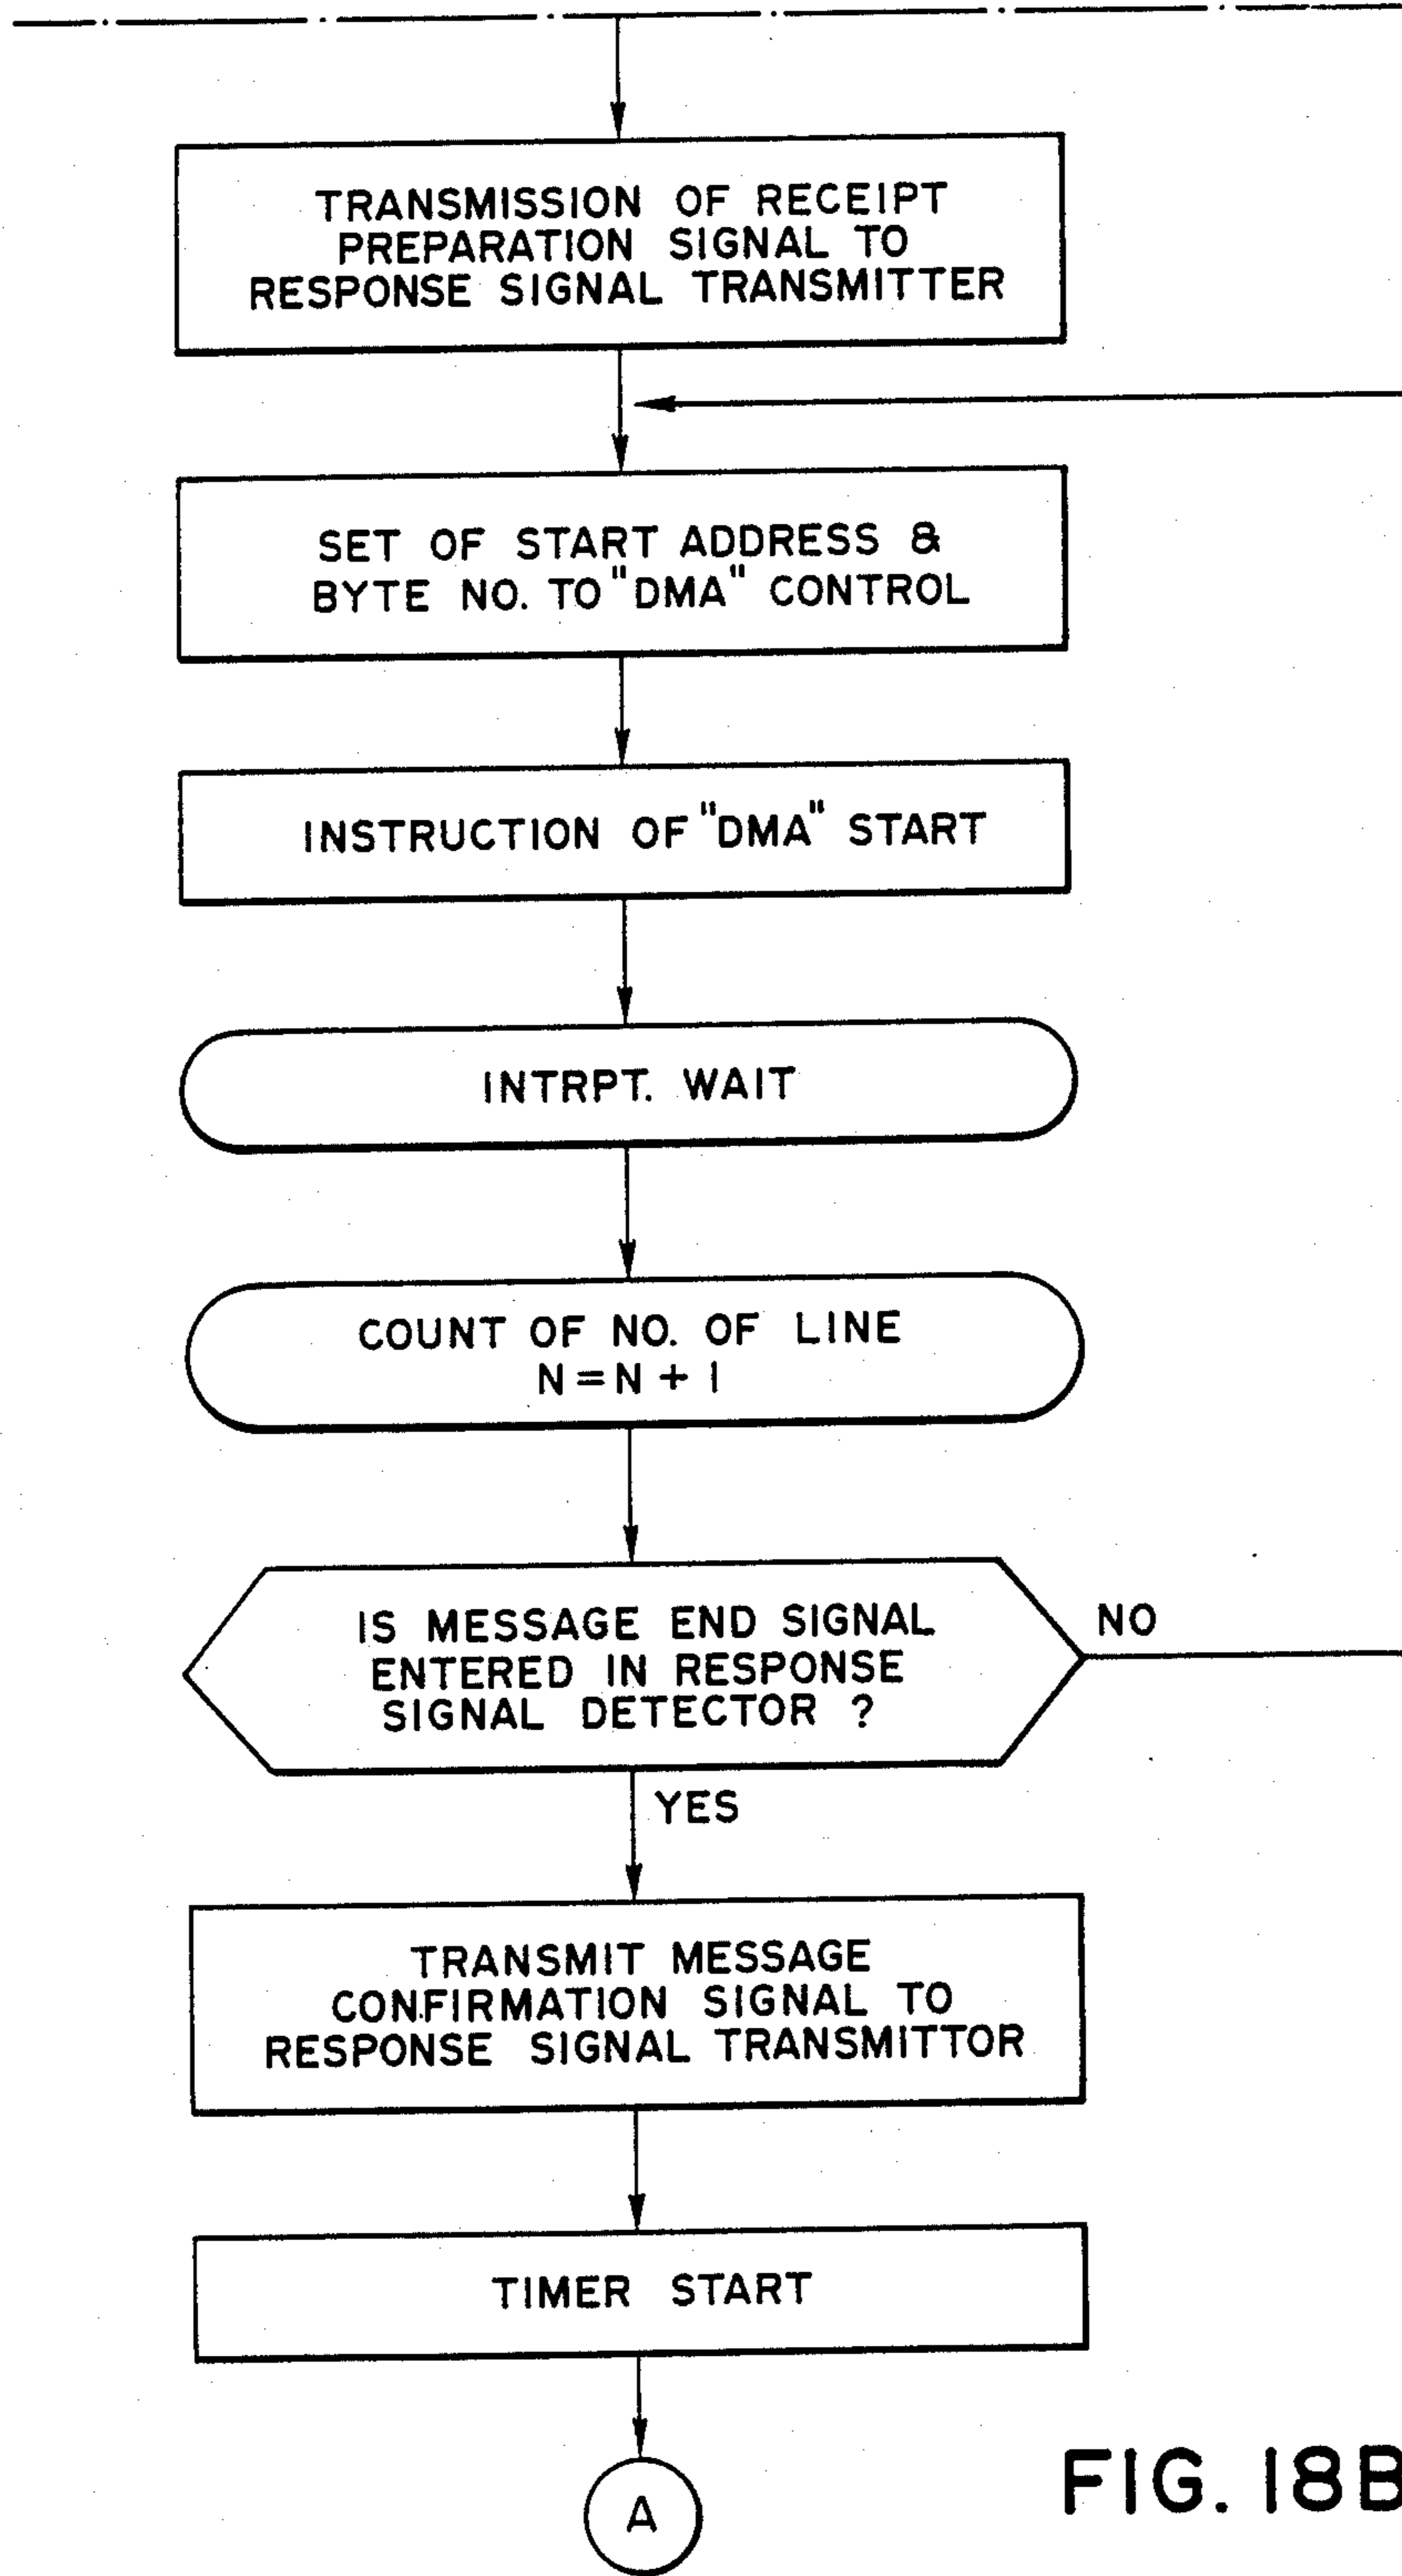 TRANSMISSION OF RECEIPT
PREPARATION SIGNAL TO
RESPONSE SIGNAL TRANSMITTER
SET OF START ADDRESS &
BYTE NO. TO "DMA" CONTROL
INSTRUCTION OF "DMA" START
INTRPT. WAIT
COUNT OF NO. OF LINE
N = N + 1
IS MESSAGE END SIGNAL
ENTERED IN RESPONSE
SIGNAL DETECTOR ?
NO
YES
TRANSMIT MESSAGE
CONFIRMATION SIGNAL TO
RESPONSE SIGNAL TRANSMITTOR
TIMER START
A
FIG. 18B